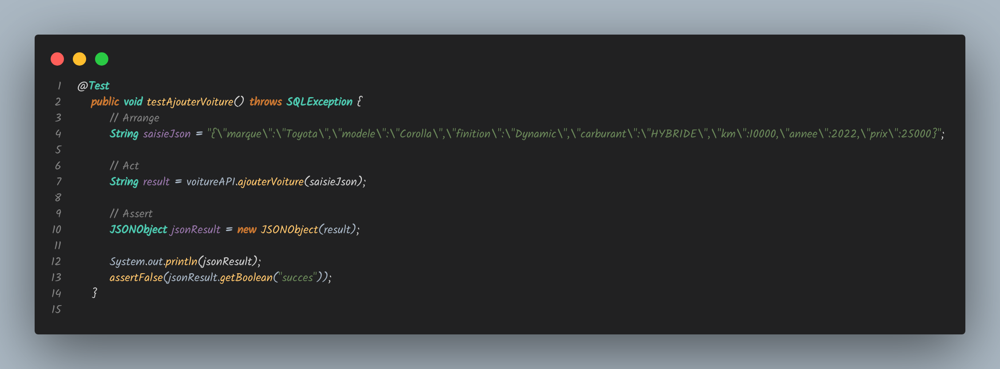 1 @Test
2 public void testAjouterVoiture() throws SQLException {
3 // Arrange
4 String saisieJson = "{\"marque\":\"Toyota\",\"modele\":\"Corolla\",\"finition\":\"Dynamic\",\"carburant\":\"HYBRIDE\",\"km\":10000,\"annee\":2022,\"prix\":25000}";
5
6 // Act
7 String result = voitureAPI.ajouterVoiture(saisieJson);
8
9 // Assert
10 JSONObject jsonResult = new JSONObject(result);
11
12 System.out.println(jsonResult);
13 assertFalse(jsonResult.getBoolean("succes"));
14 }
15